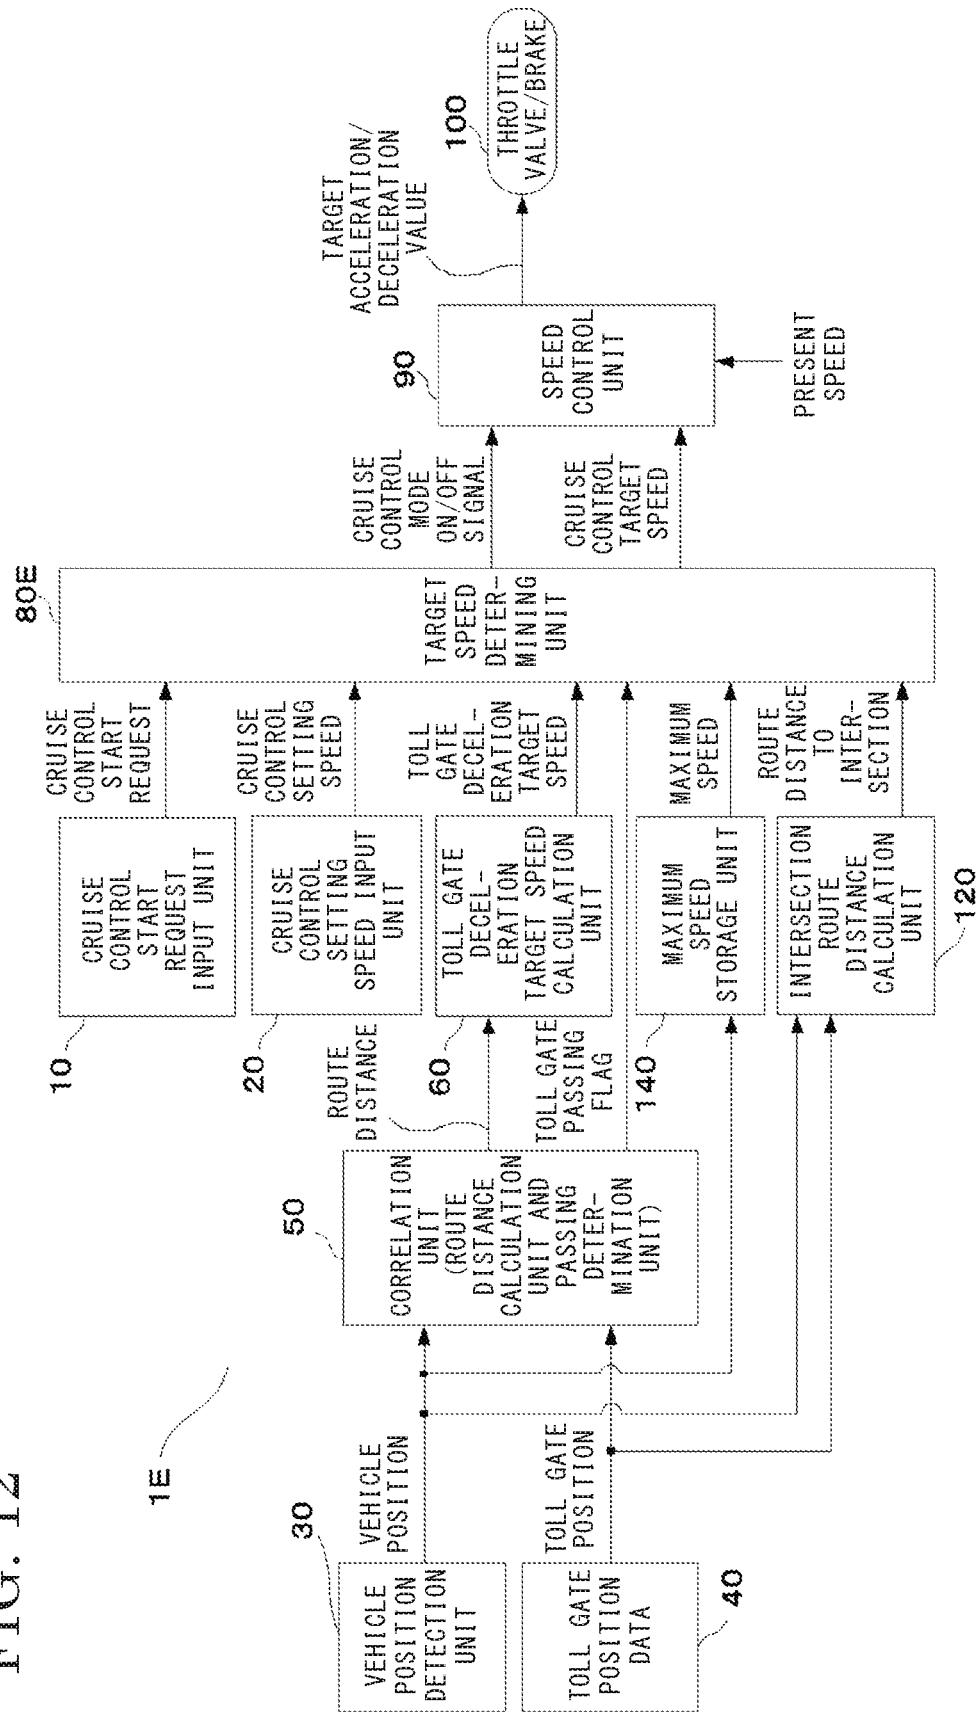 FIG. 12
1E
10
CRUISE
CONTROL
START
REQUEST
INPUT UNIT
CRUISE
CONTROL
START
REQUEST
20
CRUISE
CONTROL
SETTING
SPEED INPUT
UNIT
CRUISE
CONTROL
SETTING
SPEED
30
VEHICLE
POSITION
DETECTION
UNIT
VEHICLE
POSITION
40
TOLL GATE
POSITION
DATA
TOLL GATE
POSITION
50
CORRELATION
UNIT
(ROUTE
DISTANCE
CALCULATION
UNIT AND
PASSING
DETER-
MINATION
UNIT)
ROUTE
DISTANCE
TOLL GATE
PASSING
FLAG
60
TOLL GATE
DECEL-
ERATION
TARGET SPEED
CALCULATION
UNIT
TOLL GATE
DECEL-
ERATION
TARGET
SPEED
140
MAXIMUM
SPEED
STORAGE UNIT
MAXIMUM
SPEED
120
INTERSECTION
ROUTE
DISTANCE
CALCULATION
UNIT
ROUTE
DISTANCE
TO
INTER-
SECTION
80E
TARGET
SPEED
DETER-
MINING
UNIT
CRUISE
CONTROL
MODE
ON/OFF
SIGNAL
CRUISE
CONTROL
TARGET
SPEED
90
SPEED
CONTROL
UNIT
PRESENT
SPEED
TARGET
ACCELERATION/
DECELERATION
VALUE
100
THROTTLE
VALVE/BRAKE